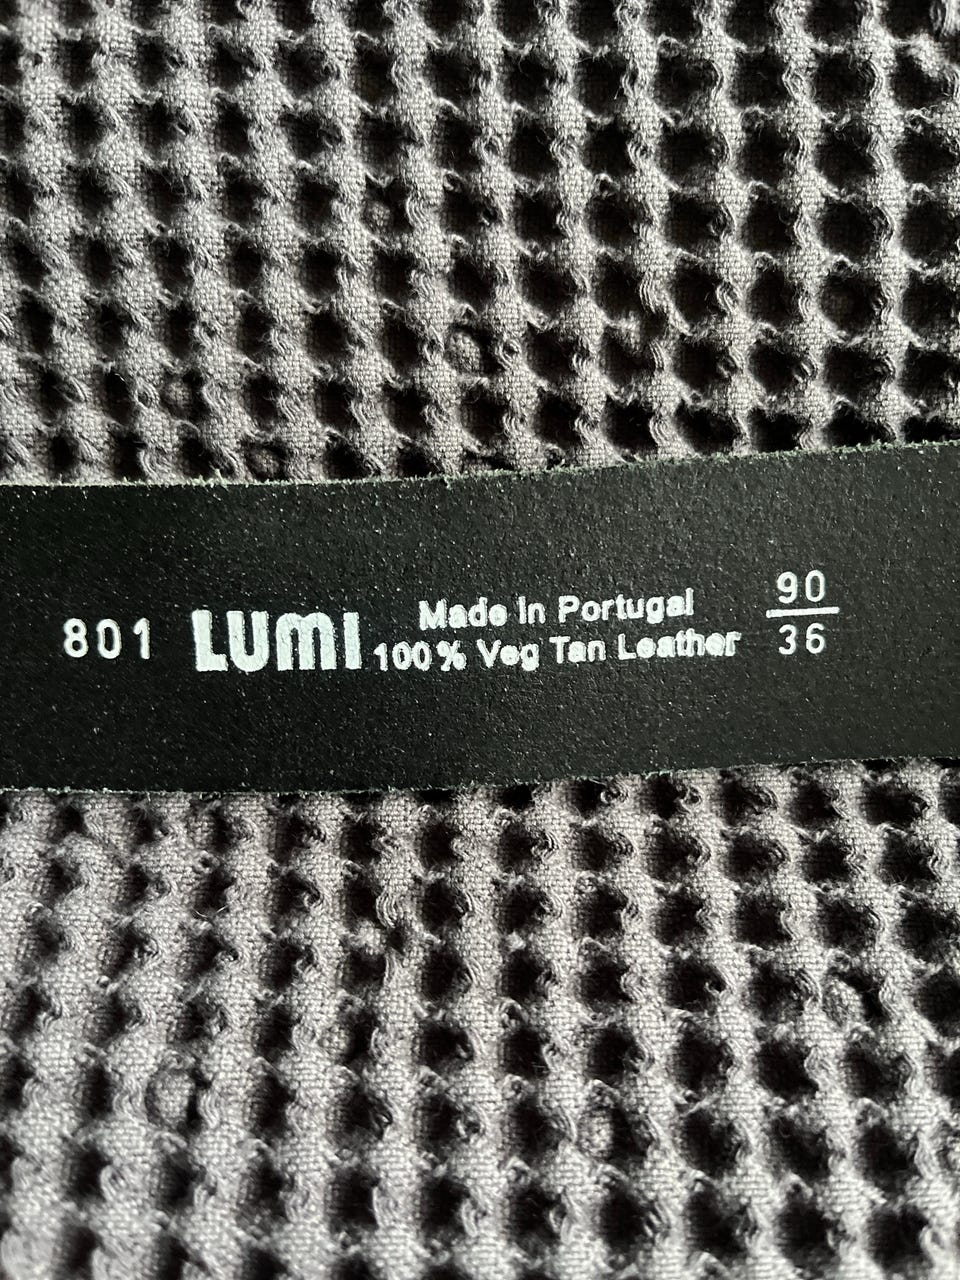 801 LUMI Made in Portugal 90
100% Veg Tan Leather 36